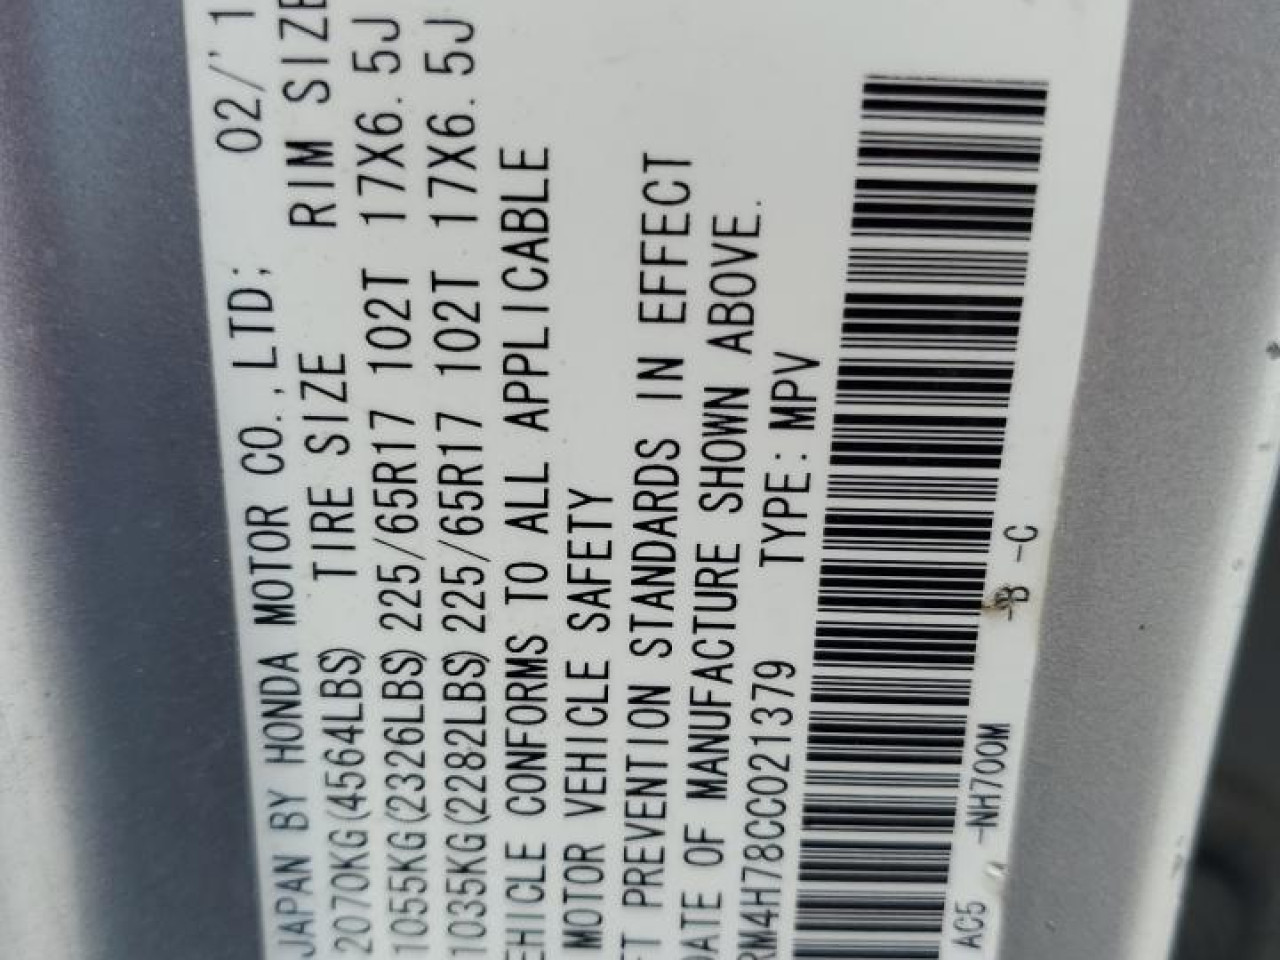 JAPAN BY HONDA MOTOR CO.,LTD; 02/'1
TIRE SIZE RIM SIZE
2070KG(4564LBS)
1055KG(2326LBS) 225/65R17 102T 17X6.5J
1035KG(2282LBS) 225/65R17 102T 17X6.5J
EHICLE CONFORMS TO ALL APPLICABLE
MOTOR VEHICLE SAFETY
FT PREVENTION STANDARDS IN EFFECT
DATE OF MANUFACTURE SHOWN ABOVE.
RM4H78CC021379 TYPE:MPV
AC5 -NH700M -B -C